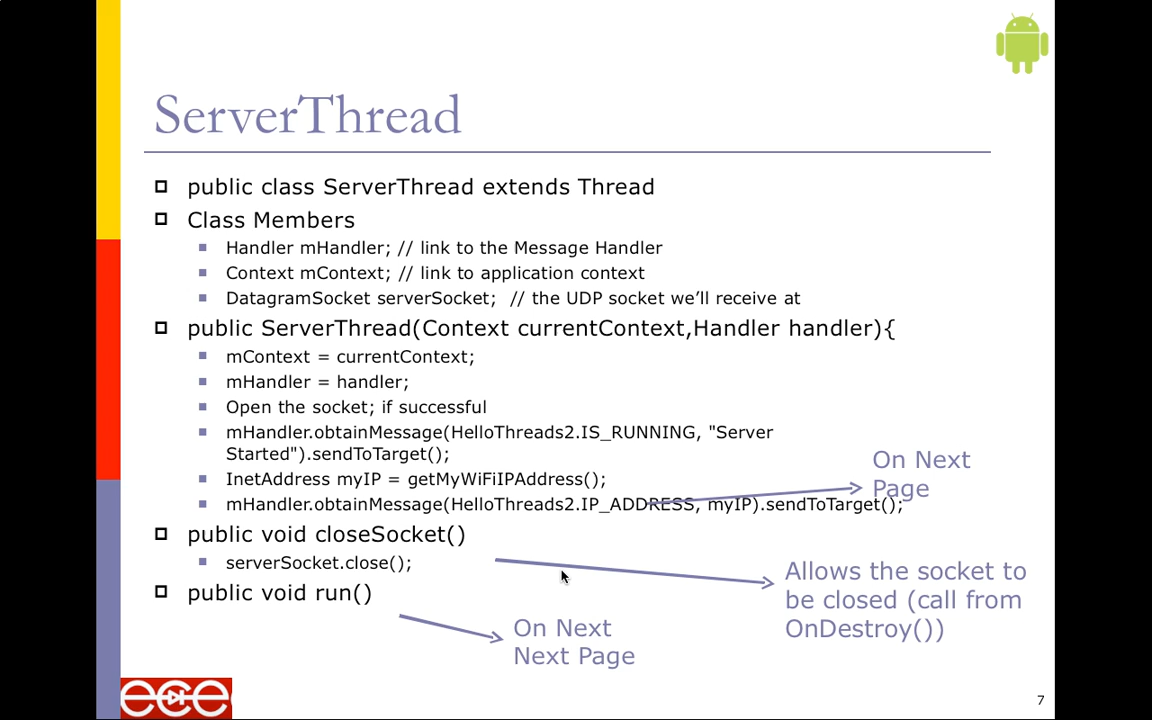 ServerThread
public class ServerThread extends Thread
Class Members
Handler mHandler; // link to the Message Handler
Context mContext; // link to application context
DatagramSocket serverSocket;  // the UDP socket we’ll receive at
public ServerThread(Context currentContext,Handler handler){
mContext = currentContext;
mHandler = handler;
Open the socket; if successful
mHandler.obtainMessage(HelloThreads2.IS_RUNNING, "Server
Started").sendToTarget();
InetAddress myIP = getMyWiFiIPAddress();
mHandler.obtainMessage(HelloThreads2.IP_ADDRESS, myIP).sendToTarget();
On Next
Page
public void closeSocket()
serverSocket.close();
Allows the socket to
be closed (call from
OnDestroy())
public void run()
On Next
Next Page
ece
7